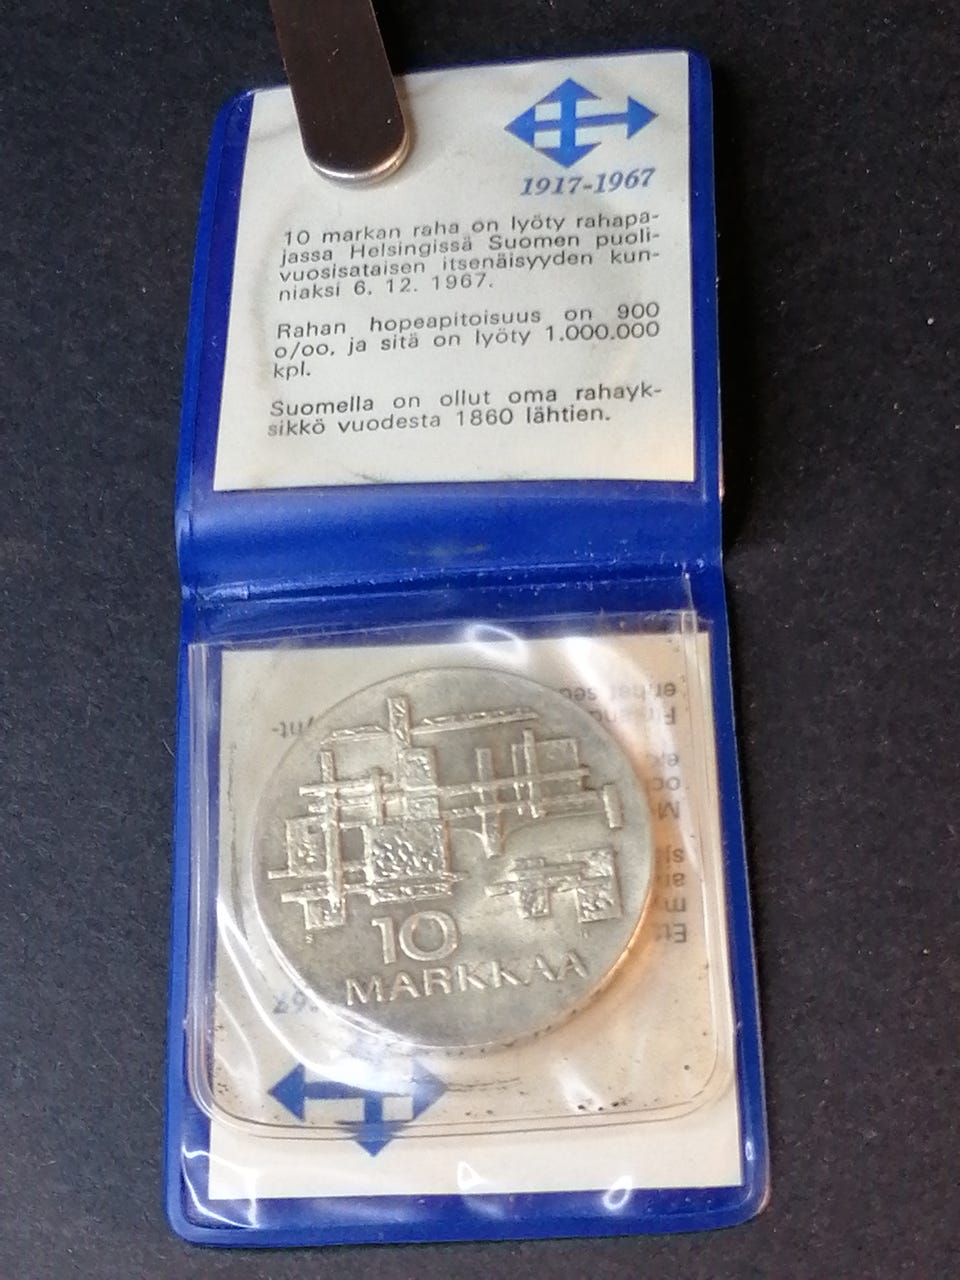 1917-1967
10 markan raha on lyöty rahapa-
jassa Helsingissä Suomen puoli-
vuosisataisen itsenäisyyden kun-
niaksi 6. 12. 1967.
Rahan hopeapitoisuus on 900
o/oo, ja sitä on lyöty 1.000.000
kpl.
Suomella on ollut oma rahayk-
sikkö vuodesta 1860 lähtien.
10
MARKKAA